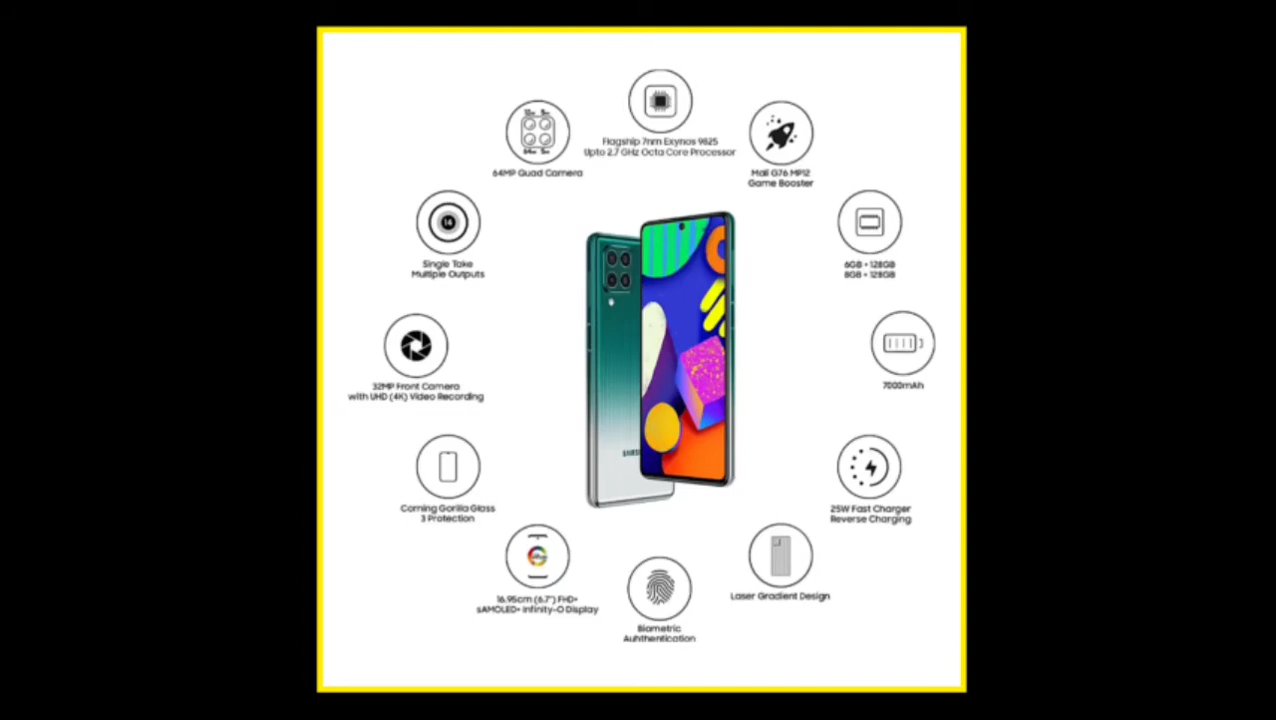 Flagship 7nm Exynos 9825
Upto 2.7 GHz Octa Core Processor
64MP Quad Camera
Mali G76 MP12
Game Booster
14
Single Take
Multiple Outputs
6GB + 128GB
8GB + 128GB
32MP Front Camera
with UHD (4K) Video Recording
7000mAh
Corning Gorilla Glass
3 Protection
25W Fast Charger
Reverse Charging
16.95cm (6.7") FHD+
sAMOLED+ Infinity-O Display
Laser Gradient Design
Biometric
Auhthentication